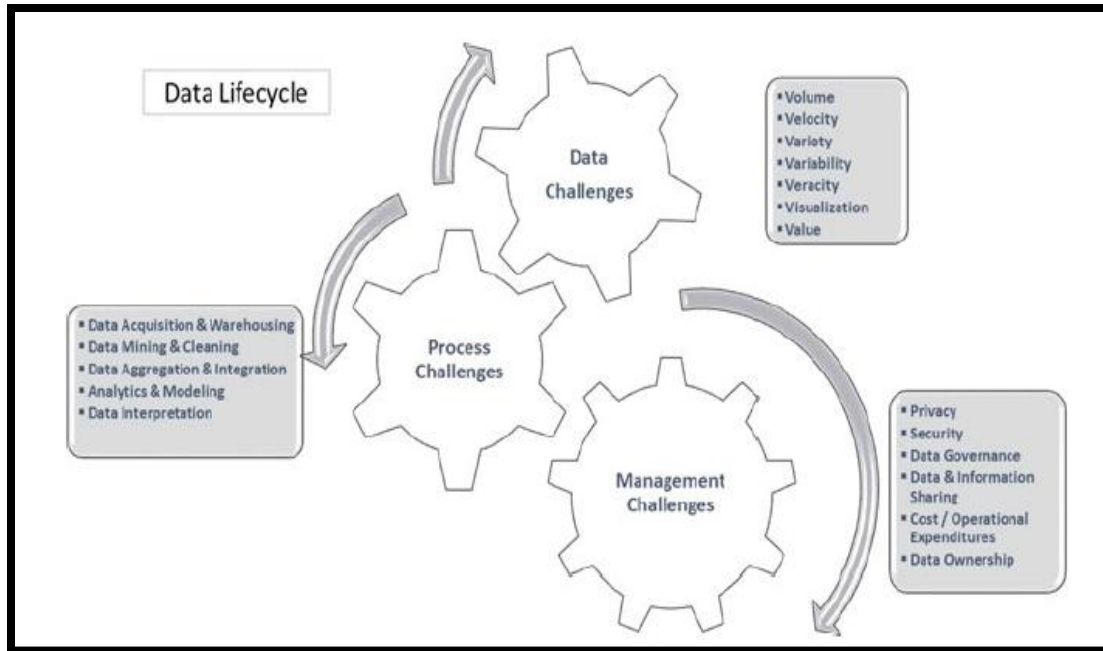 Data Lifecycle
Data
Challenges
▪ Volume
▪ Velocity
▪ Variety
▪ Variability
▪ Veracity
▪ Visualization
▪ Value
▪ Data Acquisition & Warehousing
▪ Data Mining & Cleaning
▪ Data Aggregation & Integration
▪ Analytics & Modeling
▪ Data Interpretation
Process
Challenges
Management
Challenges
▪ Privacy
▪ Security
▪ Data Governance
▪ Data & Information
Sharing
▪ Cost / Operational
Expenditures
▪ Data Ownership